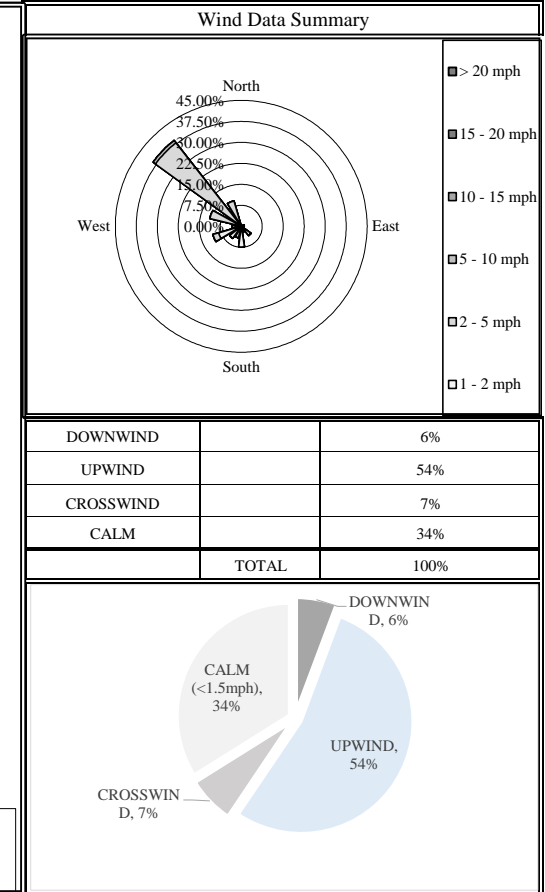 Wind Data Summary
North
45.00%
37.50%
30.00%
22.50%
15.00%
7.50%
0.00%
West
East
South
> 20 mph
15 - 20 mph
10 - 15 mph
5 - 10 mph
2 - 5 mph
1 - 2 mph
DOWNWIND 6%
UPWIND 54%
CROSSWIND 7%
CALM 34%
TOTAL 100%
DOWNWIN
D, 6%
CALM
(<1.5mph),
34%
UPWIND,
54%
CROSSWIN
D, 7%